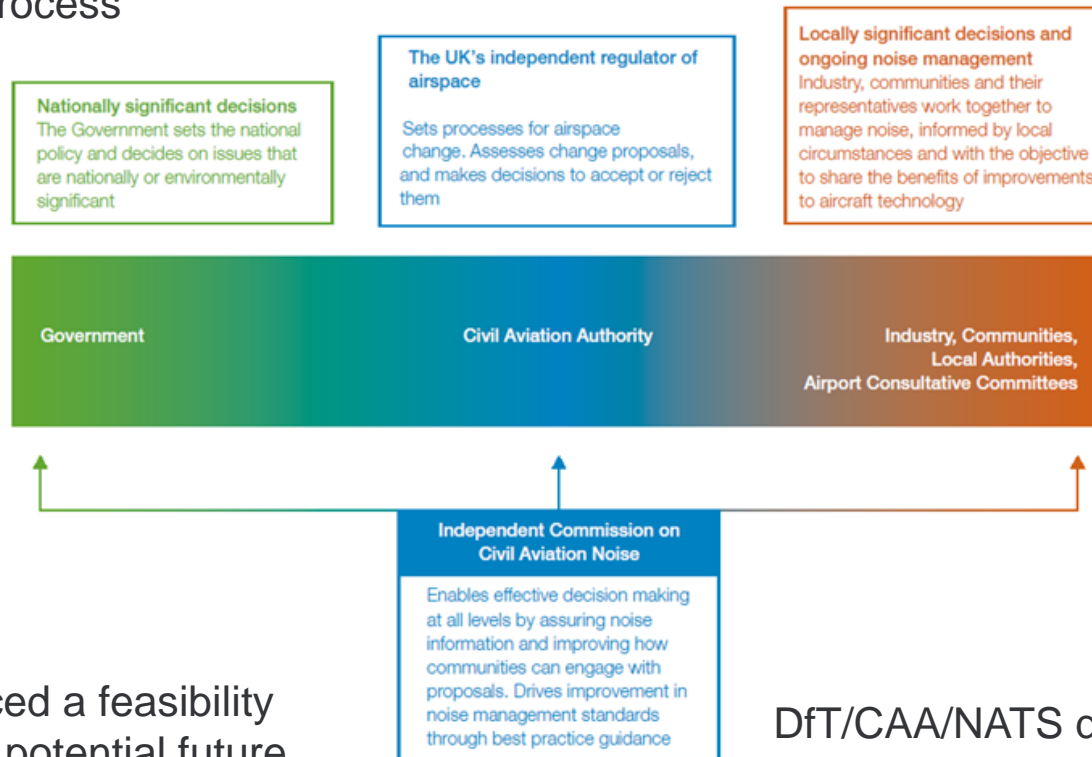 Nationally significant decisions
The Government sets the national
policy and decides on issues that
are nationally or environmentally
significant
The UK's independent regulator of
airspace
Sets processes for airspace
change. Assesses change proposals,
and makes decisions to accept or reject
them
Locally significant decisions and
ongoing noise management
Industry, communities and their
representatives work together to
manage noise, informed by local
circumstances and with the objective
to share the benefits of improvements
to aircraft technology
Government
Civil Aviation Authority
Industry, Communities,
Local Authorities,
Airport Consultative Committees
Independent Commission on
Civil Aviation Noise
Enables effective decision making
at all levels by assuring noise
information and improving how
communities can engage with
proposals. Drives improvement in
noise management standards
through best practice guidance
a feasibility
potential future
DfT/CAA/NATS